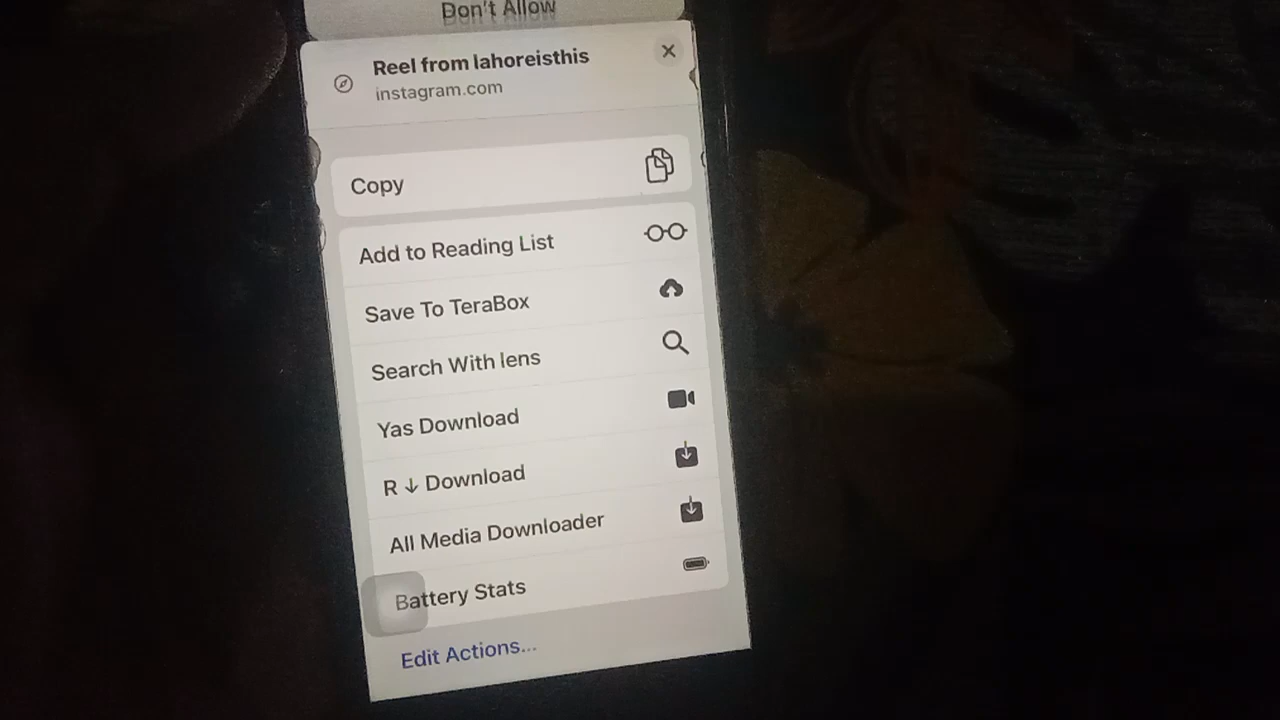 Don't Allow
Reel from lahoreisthis
instagram.com
Copy
Add to Reading List
Save To TeraBox
Search With lens
Yas Download
R ↓ Download
All Media Downloader
Battery Stats
Edit Actions...